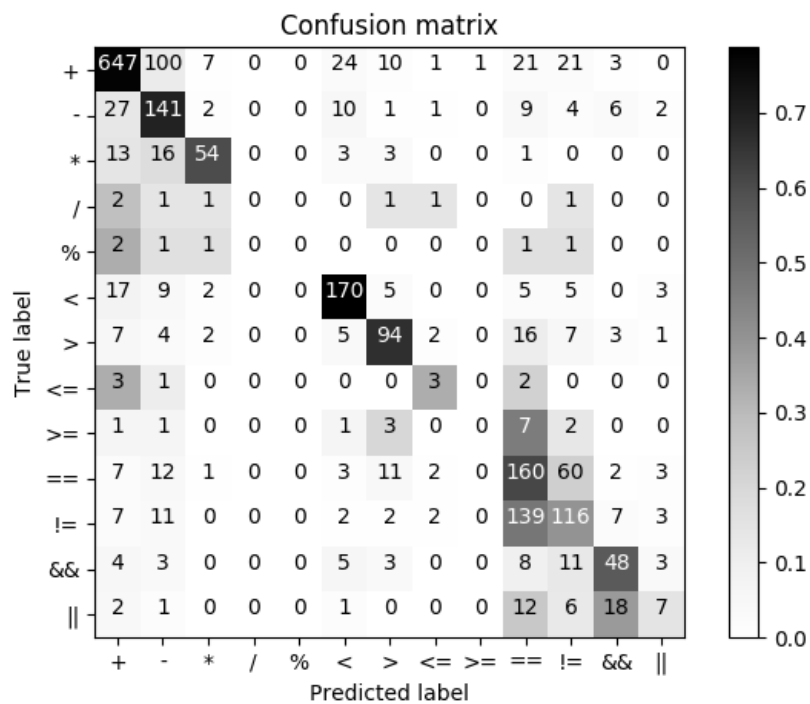 Confusion matrix
+ 647 100 7 0 0 24 10 1 1 21 21 3 0
- 27 141 2 0 0 10 1 1 0 9 4 6 2
* 13 16 54 0 0 3 3 0 0 1 0 0 0
/ 2 1 1 0 0 0 1 1 0 0 1 0 0
% 2 1 1 0 0 0 0 0 0 1 1 0 0
< 17 9 2 0 0 170 5 0 0 5 5 0 3
> 7 4 2 0 0 5 94 2 0 16 7 3 1
<= 3 1 0 0 0 0 0 3 0 2 0 0 0
>= 1 1 0 0 0 1 3 0 0 7 2 0 0
== 7 12 1 0 0 3 11 2 0 160 60 2 3
!= 7 11 0 0 0 2 2 2 0 139 116 7 3
&& 4 3 0 0 0 5 3 0 0 8 11 48 3
|| 2 1 0 0 0 1 0 0 0 12 6 18 7
+ - * / % < > <= >= == != && ||
True label
Predicted label
0.7
0.6
0.5
0.4
0.3
0.2
0.1
0.0